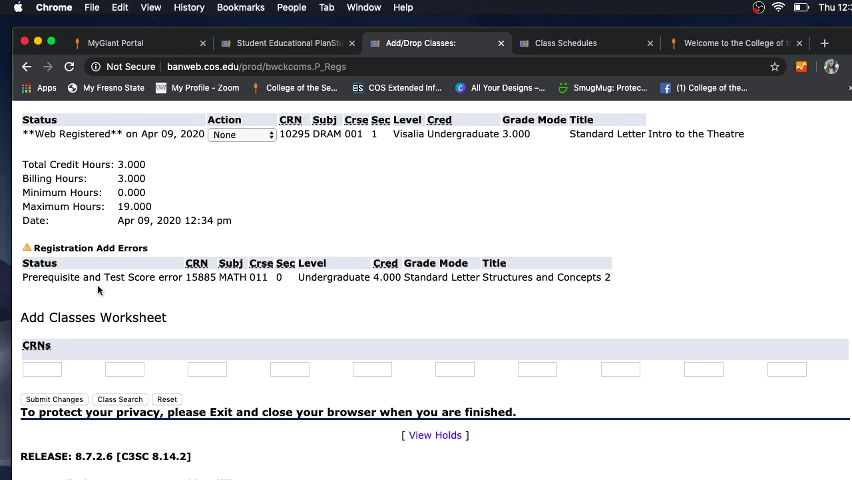 Chrome File Edit View History Bookmarks People Tab Window Help Thu 12:3
MyGiant Portal × Student Educational PlanStu × Add/Drop Classes: × Class Schedules × Welcome to the College of t × +
Not Secure | banweb.cos.edu/prod/bwckcoms.P_Regs
Apps My Fresno State My Profile - Zoom College of the Se... COS Extended Inf... All Your Designs –... SmugMug: Protec... (1) College of the...
Status Action CRN Subj Crse Sec Level Cred Grade Mode Title
**Web Registered** on Apr 09, 2020 None 10295 DRAM 001 1 Visalia Undergraduate 3.000 Standard Letter Intro to the Theatre
Total Credit Hours: 3.000
Billing Hours: 3.000
Minimum Hours: 0.000
Maximum Hours: 19.000
Date: Apr 09, 2020 12:34 pm
Registration Add Errors
Status CRN Subj Crse Sec Level Cred Grade Mode Title
Prerequisite and Test Score error 15885 MATH 011 0 Undergraduate 4.000 Standard Letter Structures and Concepts 2
Add Classes Worksheet
CRNs
Submit Changes Class Search Reset
To protect your privacy, please Exit and close your browser when you are finished.
[ View Holds ]
RELEASE: 8.7.2.6 [C3SC 8.14.2]